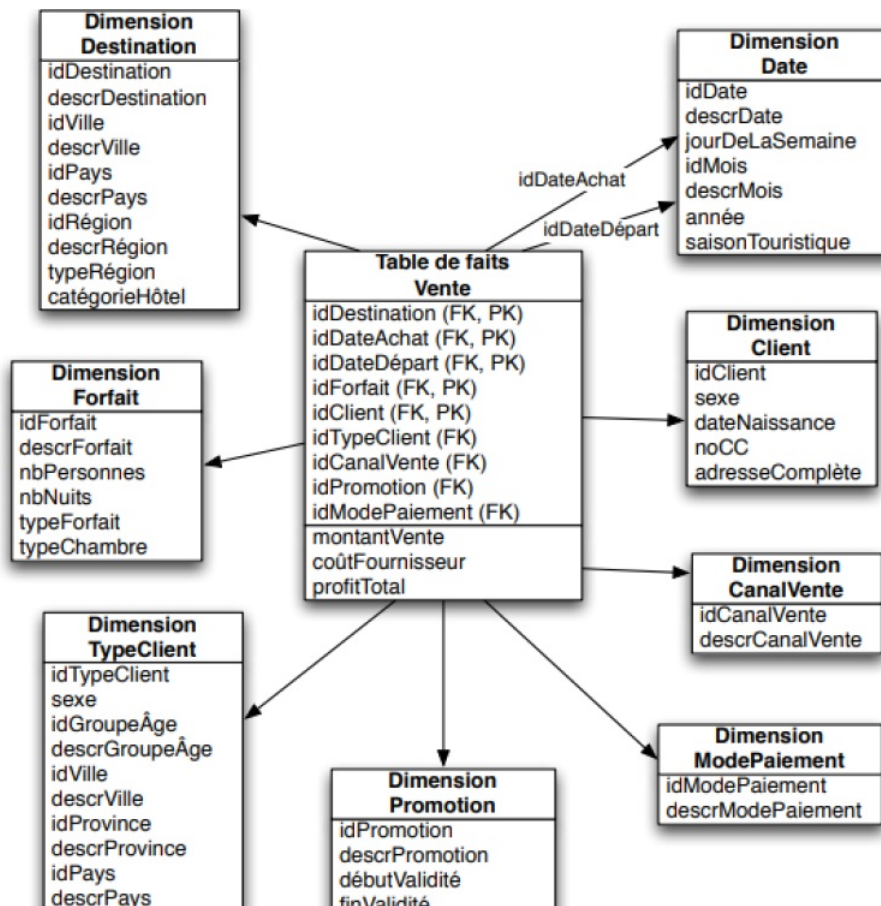 Dimension
Destination
idDestination
descrDestination
idVille
descrVille
idPays
descrPays
idRégion
descrRégion
typeRégion
catégorieHôtel
Dimension
Date
idDate
descrDate
jourDeLaSemaine
idMois
descrMois
année
saisonTouristique
idDateAchat
idDateDépart
Table de faits
Vente
idDestination (FK, PK)
idDateAchat (FK, PK)
idDateDépart (FK, PK)
idForfait (FK, PK)
idClient (FK, PK)
idTypeClient (FK)
idCanalVente (FK)
idPromotion (FK)
idModePaiement (FK)
montantVente
coûtFournisseur
profitTotal
Dimension
Client
idClient
sexe
dateNaissance
noCC
adresseComplète
Dimension
Forfait
idForfait
descrForfait
nbPersonnes
nbNuits
typeForfait
typeChambre
Dimension
CanalVente
idCanalVente
descrCanalVente
Dimension
TypeClient
idTypeClient
sexe
idGroupeÂge
descrGroupeÂge
idVille
descrVille
idProvince
descrProvince
idPays
descrPays
Dimension
Promotion
idPromotion
descrPromotion
débutValidité
finValidité
Dimension
ModePaiement
idModePaiement
descrModePaiement